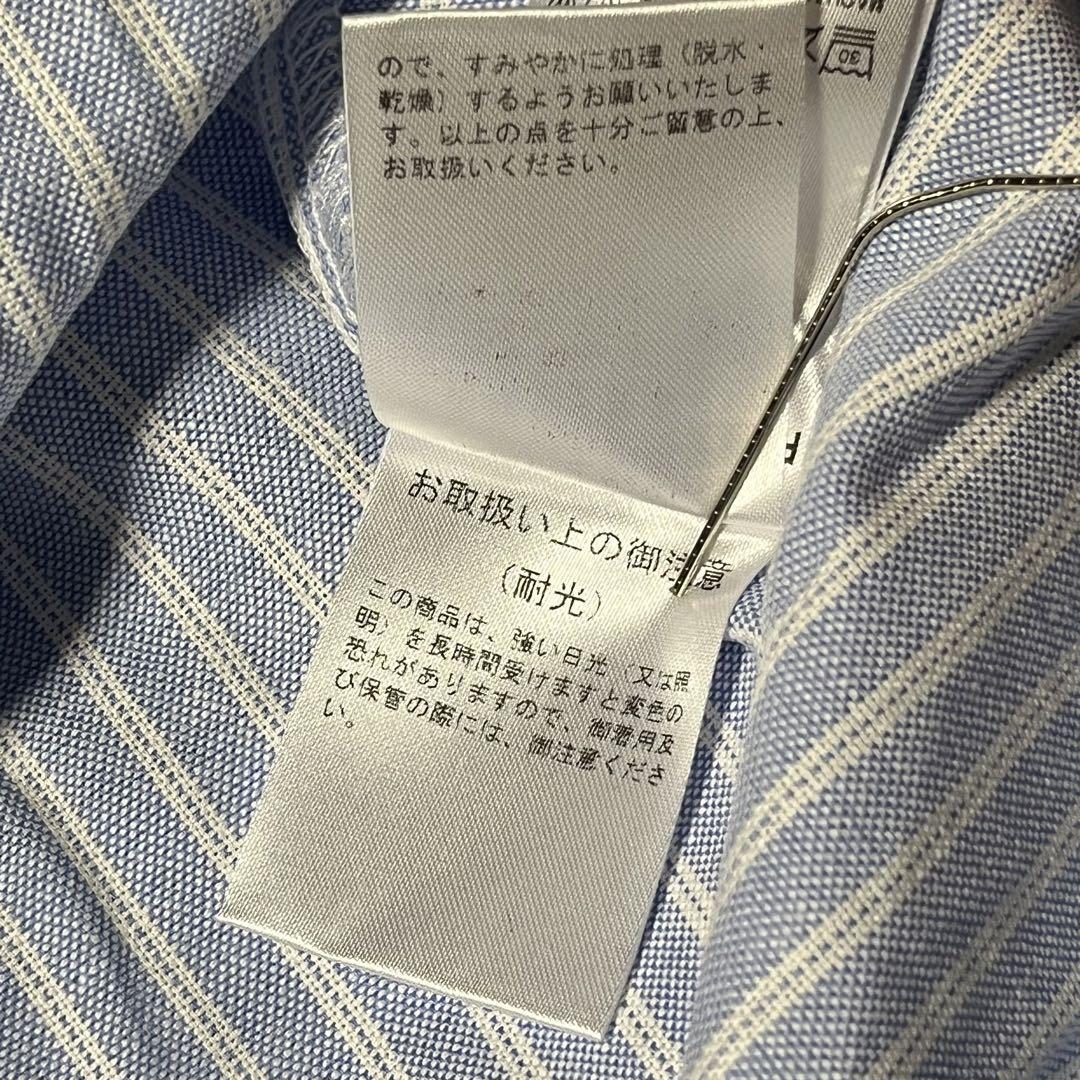 ので、すみやかに処理（脱水・
乾燥）するようお願いいたしま
す。以上の点を十分ご留意の上、
お取扱いください。
30
お取扱い上の御注意
（耐光）
この商品は、強い日光（又は照
明）を長時間受けますと変色の
恐れがありますので、御着用及
び保管の際には、御注意くださ
い。